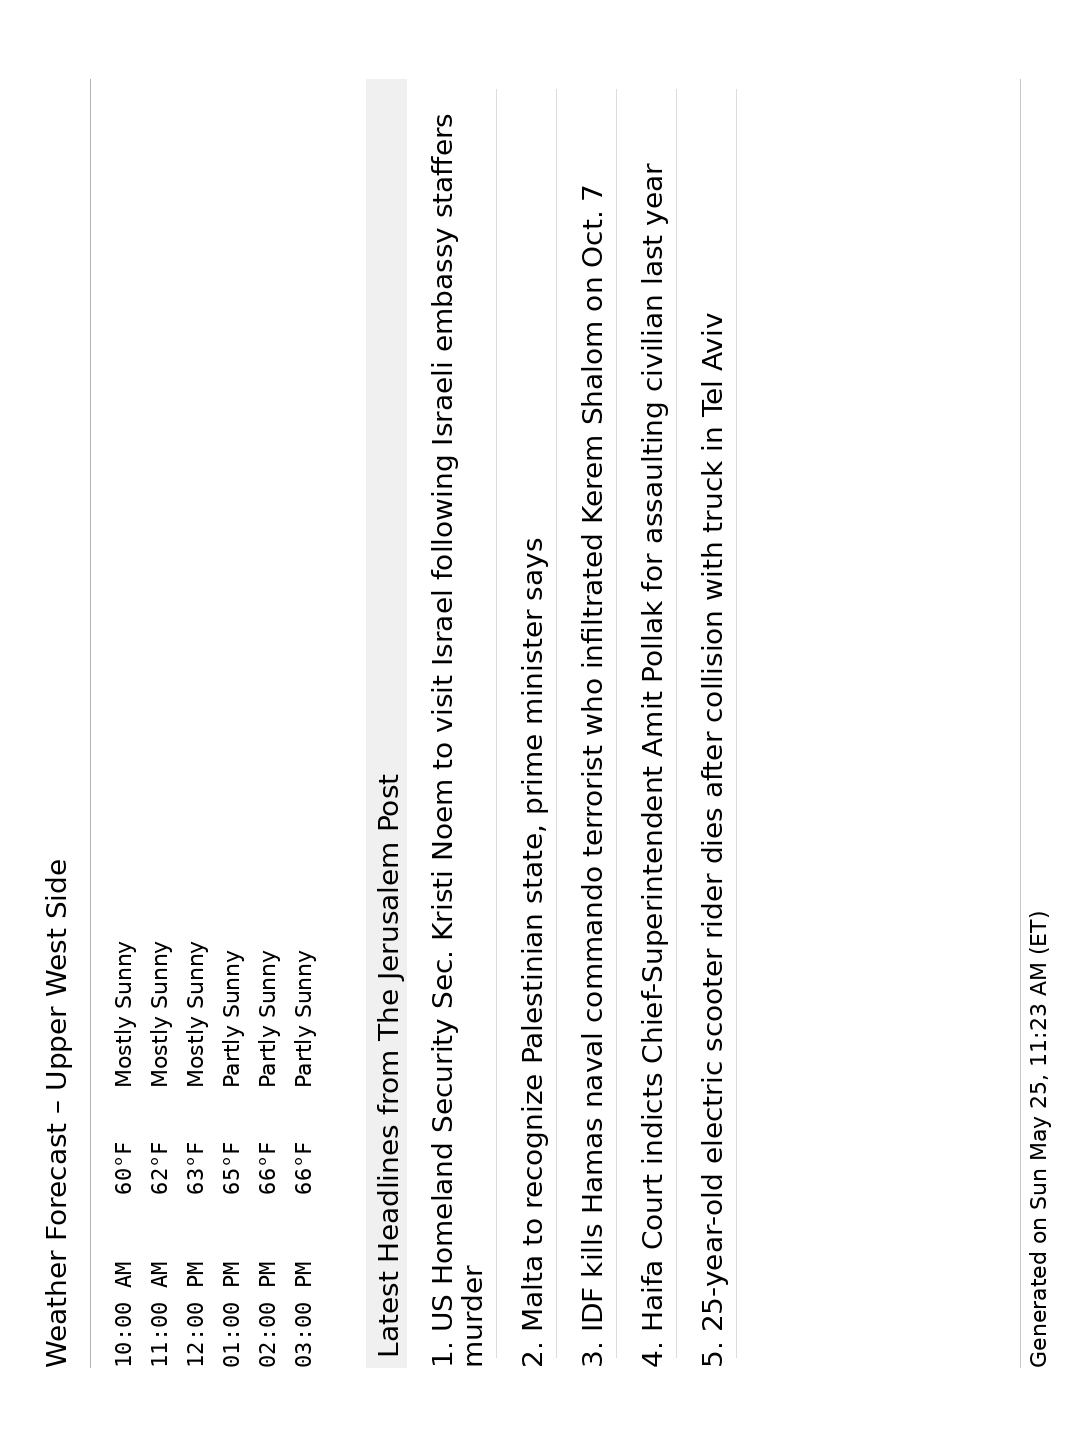 Weather Forecast – Upper West Side
10:00 AM 60°F Mostly Sunny
11:00 AM 62°F Mostly Sunny
12:00 PM 63°F Mostly Sunny
01:00 PM 65°F Partly Sunny
02:00 PM 66°F Partly Sunny
03:00 PM 66°F Partly Sunny
Latest Headlines from The Jerusalem Post
1. US Homeland Security Sec. Kristi Noem to visit Israel following Israeli embassy staffers
murder
2. Malta to recognize Palestinian state, prime minister says
3. IDF kills Hamas naval commando terrorist who infiltrated Kerem Shalom on Oct. 7
4. Haifa Court indicts Chief-Superintendent Amit Pollak for assaulting civilian last year
5. 25-year-old electric scooter rider dies after collision with truck in Tel Aviv
Generated on Sun May 25, 11:23 AM (ET)